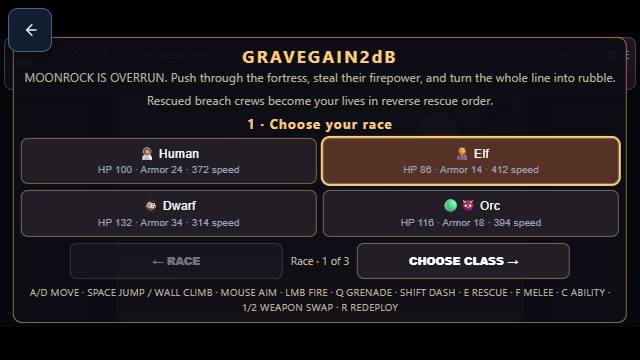 GRAVEGAIN2dB
MOONROCK IS OVERRUN. Push through the fortress, steal their firepower, and turn the whole line into rubble.
Rescued breach crews become your lives in reverse rescue order.
1 · Choose your race
Human
HP 100 · Armor 24 · 372 speed
Elf
HP 86 · Armor 14 · 412 speed
Dwarf
HP 132 · Armor 34 · 314 speed
Orc
HP 116 · Armor 18 · 394 speed
← RACE
Race · 1 of 3
CHOOSE CLASS →
A/D MOVE · SPACE JUMP / WALL CLIMB · MOUSE AIM · LMB FIRE · Q GRENADE · SHIFT DASH · E RESCUE · F MELEE · C ABILITY ·
1/2 WEAPON SWAP · R REDEPLOY